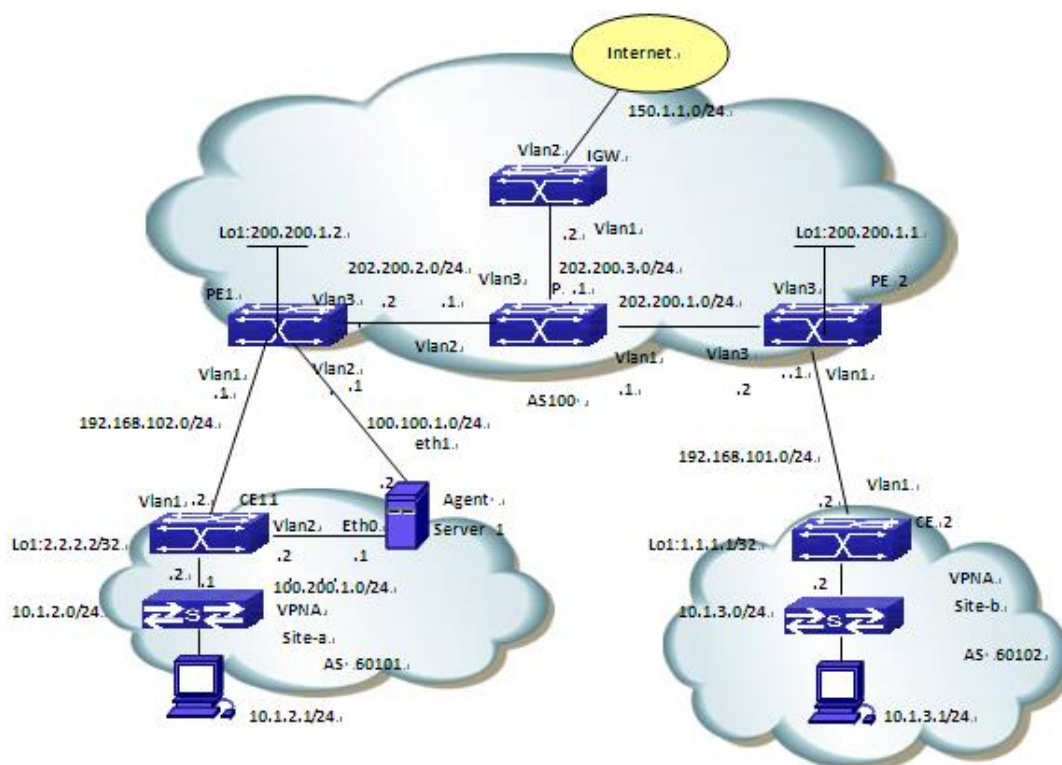 Internet
150.1.1.0/24
Vlan2
IGW
Lo1:200.200.1.2
.2
Vlan1
Lo1:200.200.1.1
202.200.2.0/24
Vlan3
202.200.3.0/24
P
.1
PE1
Vlan3
.2
.1
202.200.1.0/24
Vlan3
PE 2
Vlan2
Vlan1
.1
Vlan2
.1
Vlan1
.1
Vlan3
.2
..1
Vlan1
AS100
192.168.102.0/24
100.100.1.0/24
eth1
192.168.101.0/24
Vlan1
.2
CE11
.2
Agent
Server 1
Vlan1
.2
CE 2
Vlan2
Eth0
Lo1:2.2.2.2/32
.2
.1
Lo1:1.1.1.1/32
.2
.1
100.200.1.0/24
.2
10.1.2.0/24
VPNA
Site-a
10.1.3.0/24
VPNA
Site-b
S
S
AS 60101
AS 60102
10.1.2.1/24
10.1.3.1/24